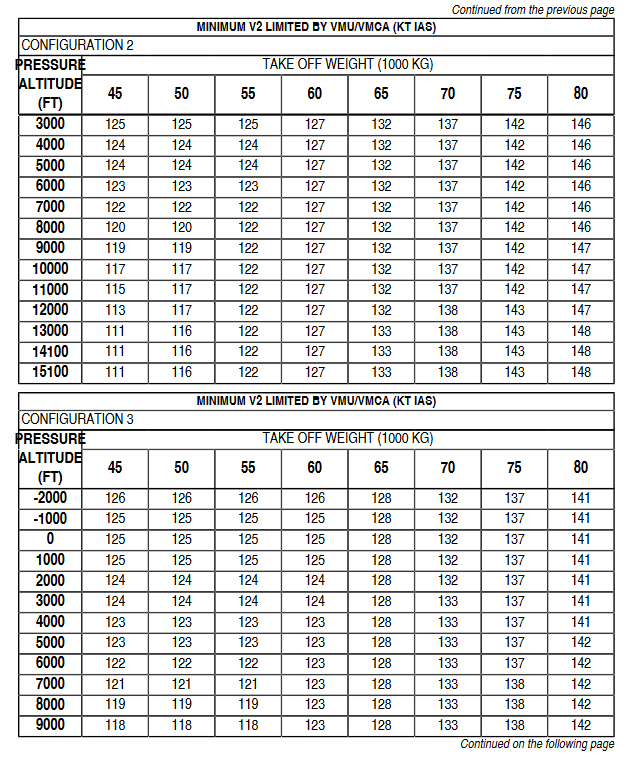 Continued from the previous page
MINIMUM V2 LIMITED BY VMU/VMCA (KT IAS)
CONFIGURATION 2
PRESSURE ALTITUDE (FT) TAKE OFF WEIGHT (1000 KG)
45 50 55 60 65 70 75 80
3000 125 125 125 127 132 137 142 146
4000 124 124 124 127 132 137 142 146
5000 124 124 124 127 132 137 142 146
6000 123 123 123 127 132 137 142 146
7000 122 122 122 127 132 137 142 146
8000 120 120 122 127 132 137 142 146
9000 119 119 122 127 132 137 142 147
10000 117 117 122 127 132 137 142 147
11000 115 117 122 127 132 137 142 147
12000 113 117 122 127 132 138 143 147
13000 111 116 122 127 133 138 143 148
14100 111 116 122 127 133 138 143 148
15100 111 116 122 127 133 138 143 148
MINIMUM V2 LIMITED BY VMU/VMCA (KT IAS)
CONFIGURATION 3
PRESSURE ALTITUDE (FT) TAKE OFF WEIGHT (1000 KG)
45 50 55 60 65 70 75 80
-2000 126 126 126 126 128 132 137 141
-1000 125 125 125 125 128 132 137 141
0 125 125 125 125 128 132 137 141
1000 125 125 125 125 128 132 137 141
2000 124 124 124 124 128 132 137 141
3000 124 124 124 124 128 133 137 141
4000 123 123 123 123 128 133 137 141
5000 123 123 123 123 128 133 137 142
6000 122 122 122 123 128 133 137 142
7000 121 121 121 123 128 133 138 142
8000 119 119 119 123 128 133 138 142
9000 118 118 118 123 128 133 138 142
Continued on the following page